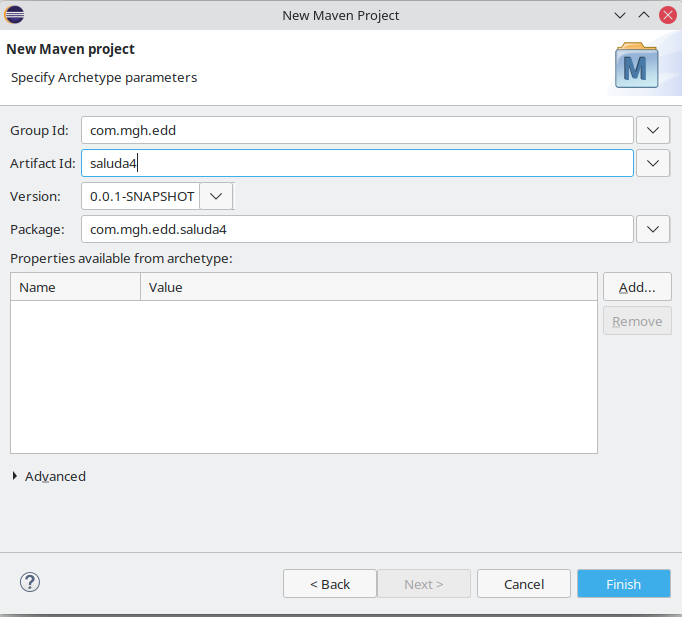 New Maven Project
New Maven project
Specify Archetype parameters
M
Group Id: com.mgh.edd
Artifact Id: saluda4
Version: 0.0.1-SNAPSHOT
Package: com.mgh.edd.saluda4
Properties available from archetype:
Name Value Add...
Remove
Advanced
? < Back Next > Cancel Finish